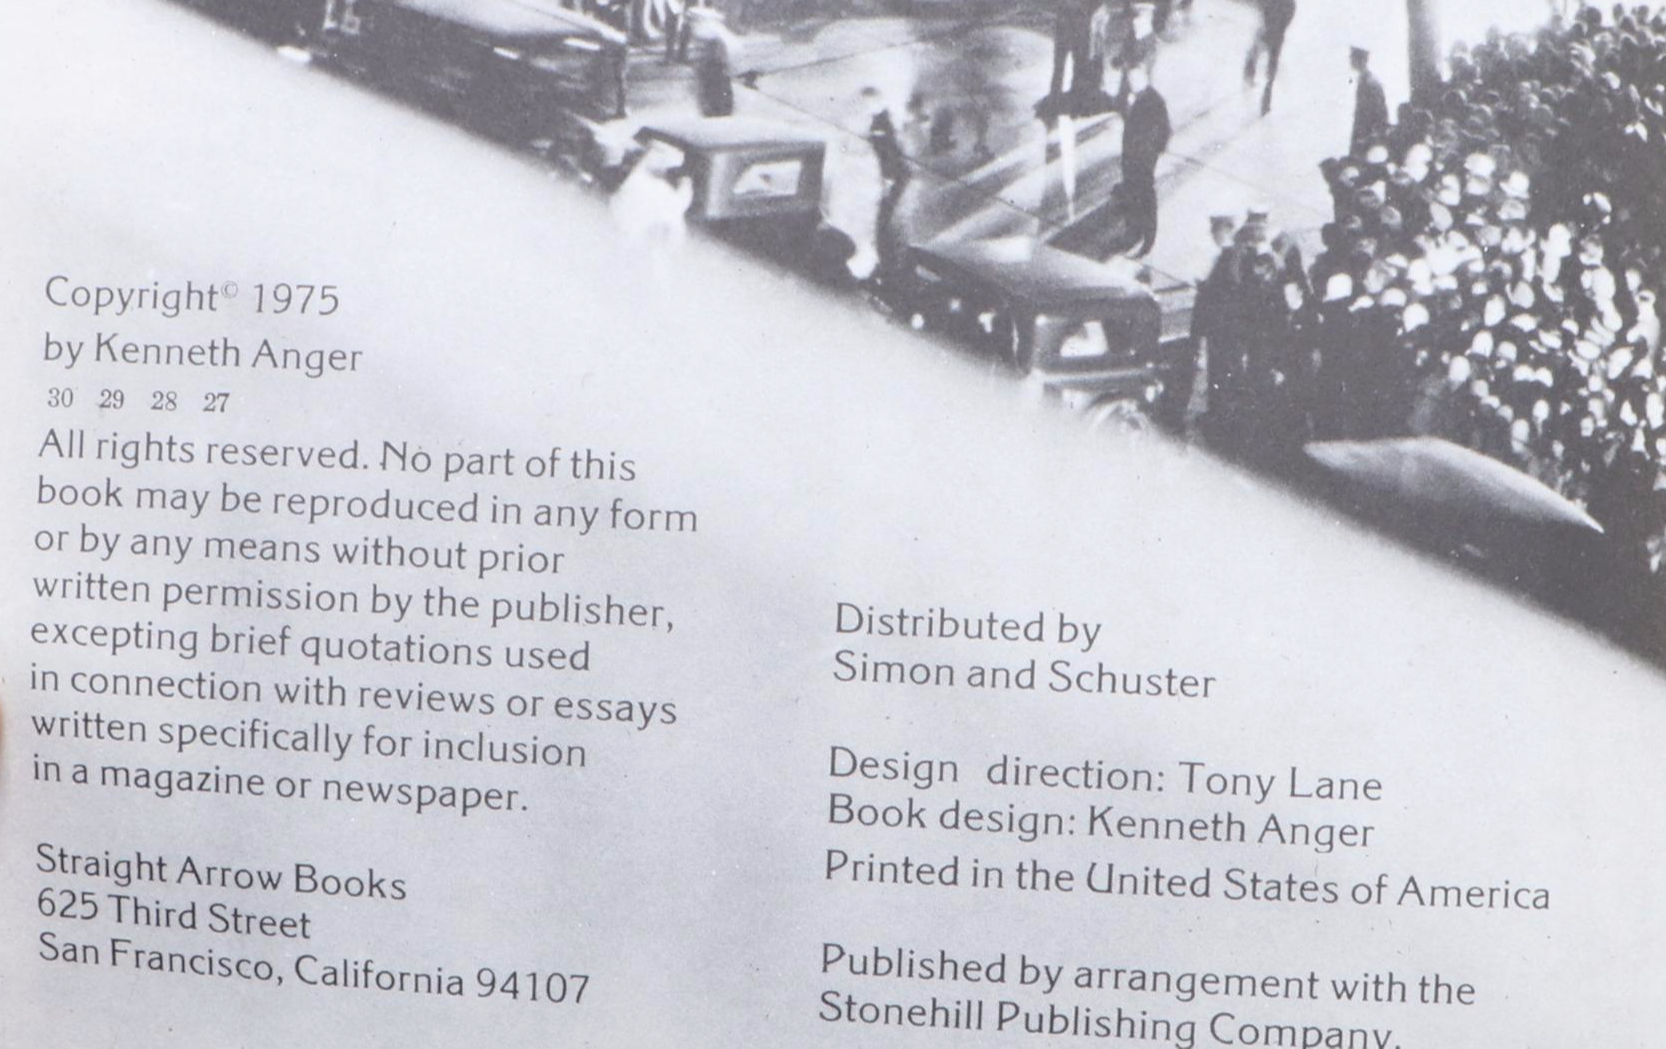 Copyright© 1975
by Kenneth Anger
30 29 28 27
All rights reserved. No part of this
book may be reproduced in any form
or by any means without prior
written permission by the publisher,
excepting brief quotations used
in connection with reviews or essays
written specifically for inclusion
in a magazine or newspaper.
Straight Arrow Books
625 Third Street
San Francisco, California 94107
Distributed by
Simon and Schuster
Design direction: Tony Lane
Book design: Kenneth Anger
Printed in the United States of America
Published by arrangement with the
Stonehill Publishing Company.